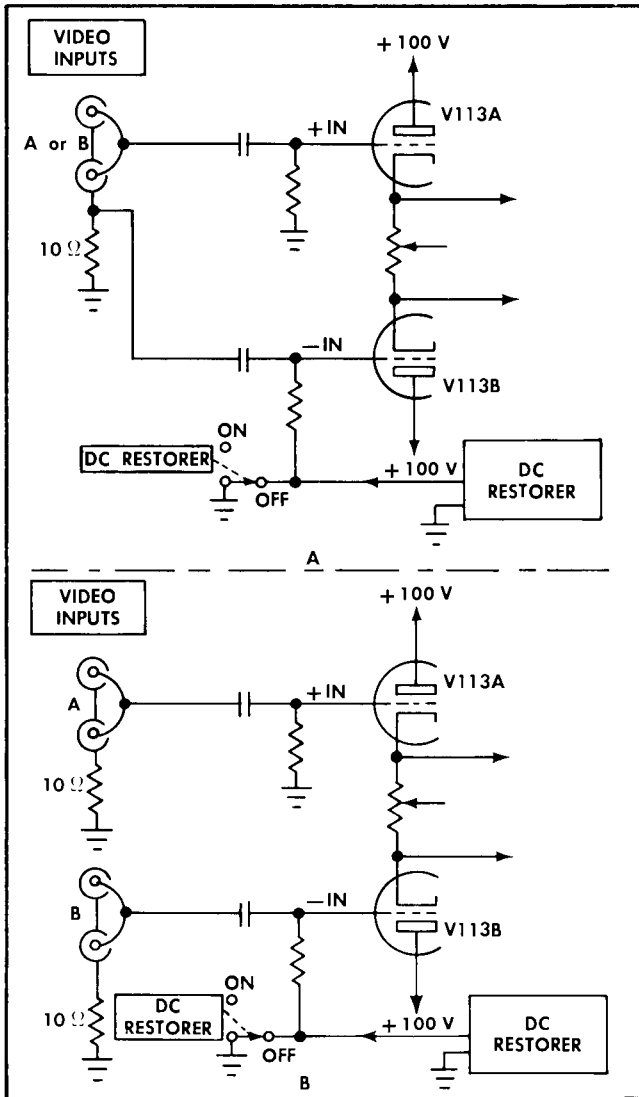 VIDEO
INPUTS
+ 100 V
V113A
A or B
+ IN
10 Ω
− IN
V113B
ON
DC RESTORER
OFF
+ 100 V
DC
RESTORER
A
VIDEO
INPUTS
+ 100 V
V113A
A
+ IN
10 Ω
B
− IN
V113B
ON
DC
RESTORER
10 Ω
OFF
+ 100 V
DC
RESTORER
B